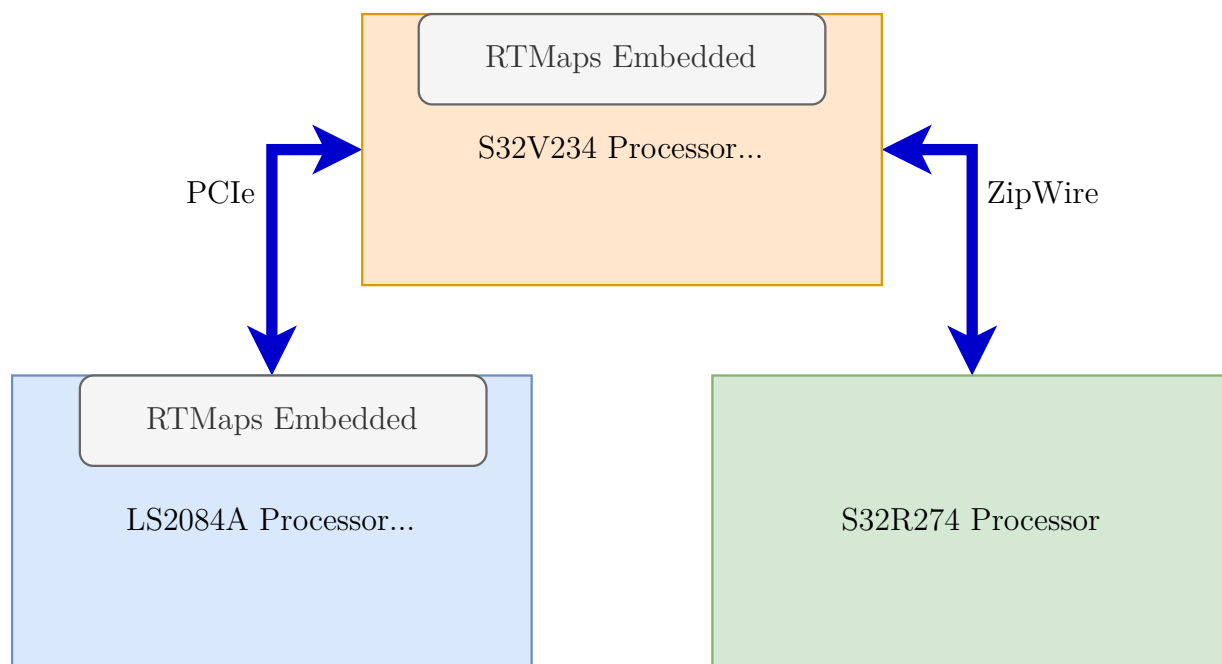 RTMaps Embedded
S32V234 Processor...
PCIe
ZipWire
RTMaps Embedded
LS2084A Processor...
S32R274 Processor